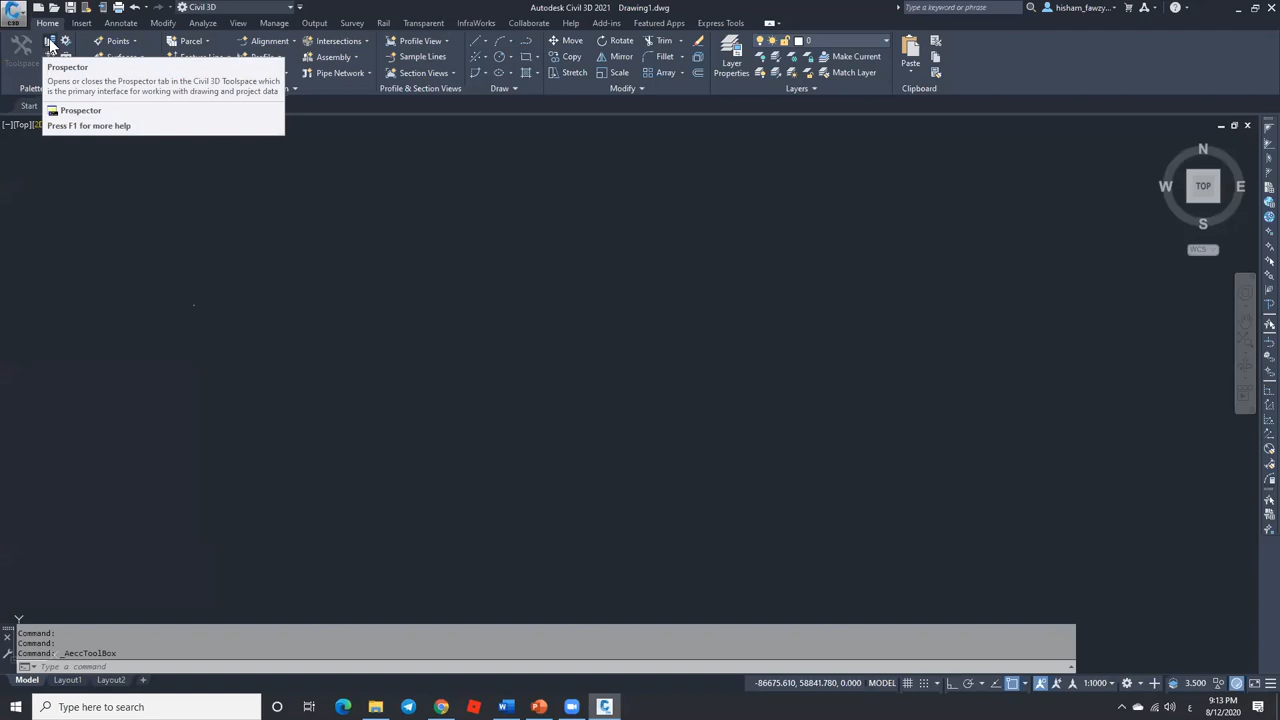 Civil 3D
Autodesk Civil 3D 2021 Drawing1.dwg
Type a keyword or phrase
hisham_fawzy...
C3D
Home Insert Annotate Modify Analyze View Manage Output Survey Rail Transparent InfraWorks Collaborate Help Add-ins Featured Apps Express Tools
Points Parcel Alignment Intersections Profile View Move Rotate Trim 0
Assembly Sample Lines Copy Mirror Fillet Make Current
Toolspace Pipe Network Section Views Stretch Scale Array Layer Properties Match Layer Paste
Profile & Section Views Draw Modify Layers Clipboard
Prospector
Opens or closes the Prospector tab in the Civil 3D Toolspace which
is the primary interface for working with drawing and project data
Prospector
Press F1 for more help
Start
[−][Top]
N
W TOP E
S
WCS
Y
Command:
Command:
Command: _AeccToolBox
Type a command
Model Layout1 Layout2
-86675.610, 58841.780, 0.000 MODEL 1:1000 3.500
Type here to search
9:13 PM
8/12/2020